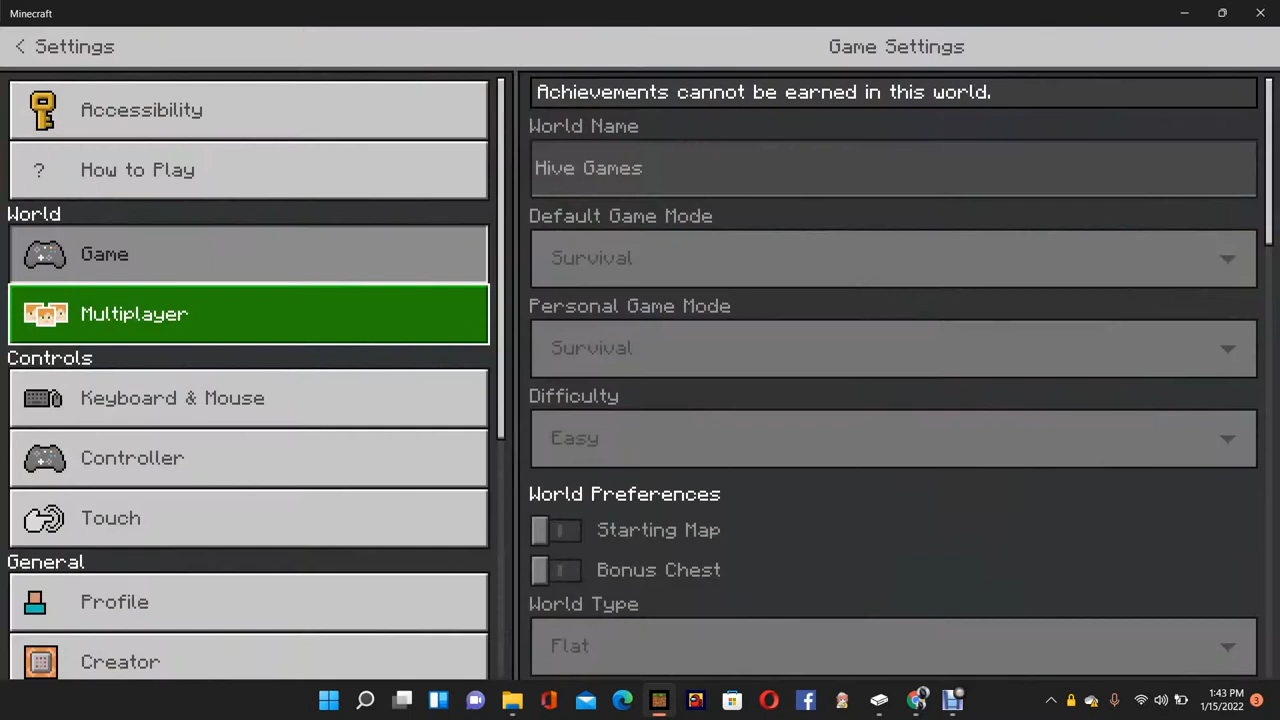 Minecraft
Settings
Game Settings
Accessibility
? How to Play
World
Game
Multiplayer
Controls
Keyboard & Mouse
Controller
Touch
General
Profile
Creator
Achievements cannot be earned in this world.
World Name
Hive Games
Default Game Mode
Survival
Personal Game Mode
Survival
Difficulty
Easy
World Preferences
Starting Map
Bonus Chest
World Type
Flat
1:43 PM
1/15/2022
3